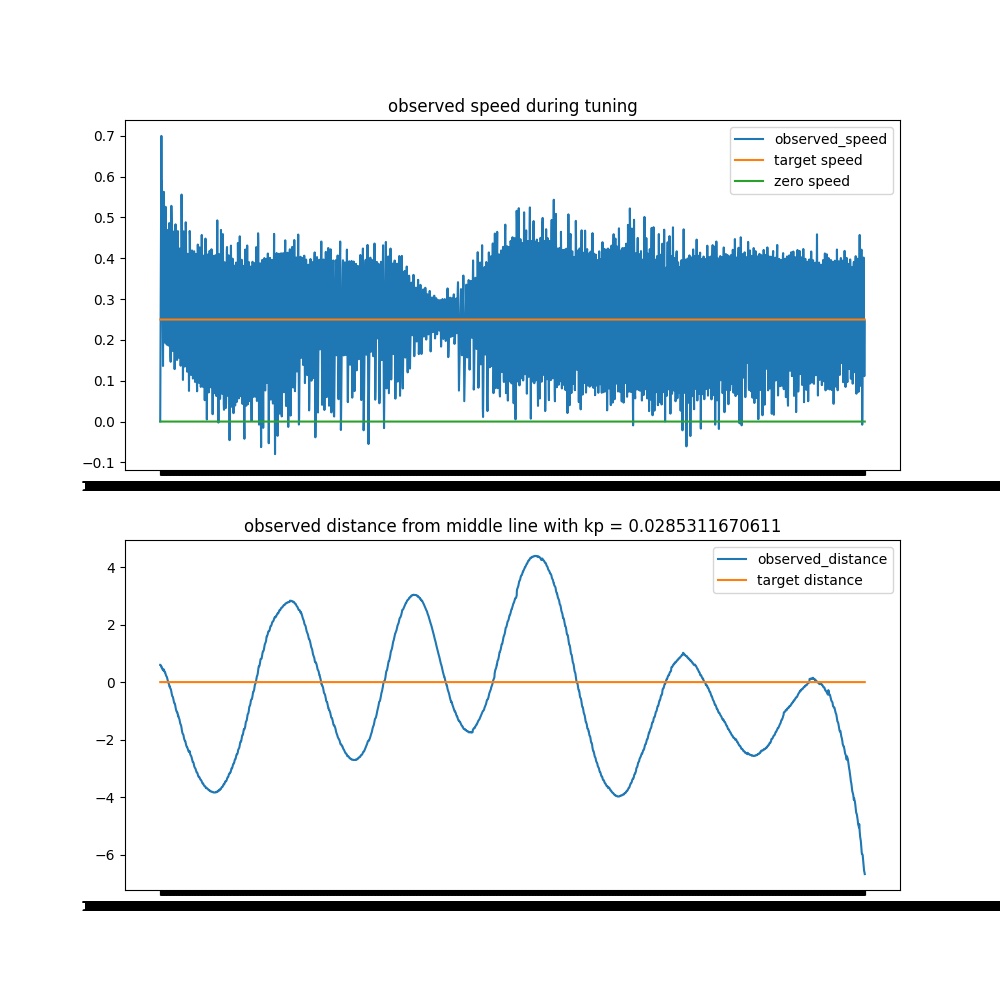 observed speed during tuning
0.7
0.6
0.5
0.4
0.3
0.2
0.1
0.0
−0.1
observed_speed
target speed
zero speed
observed distance from middle line with kp = 0.0285311670611
4
2
0
−2
−4
−6
observed_distance
target distance